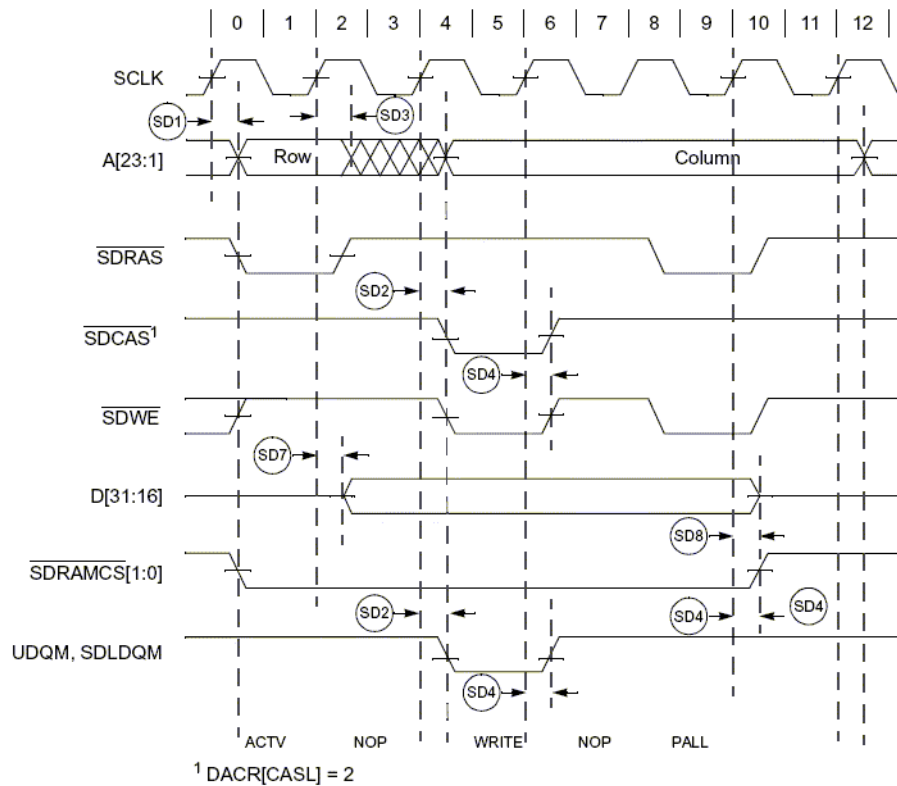 0 1 2 3 4 5 6 7 8 9 10 11 12
SCLK
SD1 SD3
A[23:1] Row Column
SDRAS
SD2
SDCAS1
SD4
SDWE
SD7
D[31:16]
SD8
SDRAMCS[1:0]
SD2 SD4 SD4
UDQM, SDLDQM
SD4
ACTV NOP WRITE NOP PALL
1 DACR[CASL] = 2